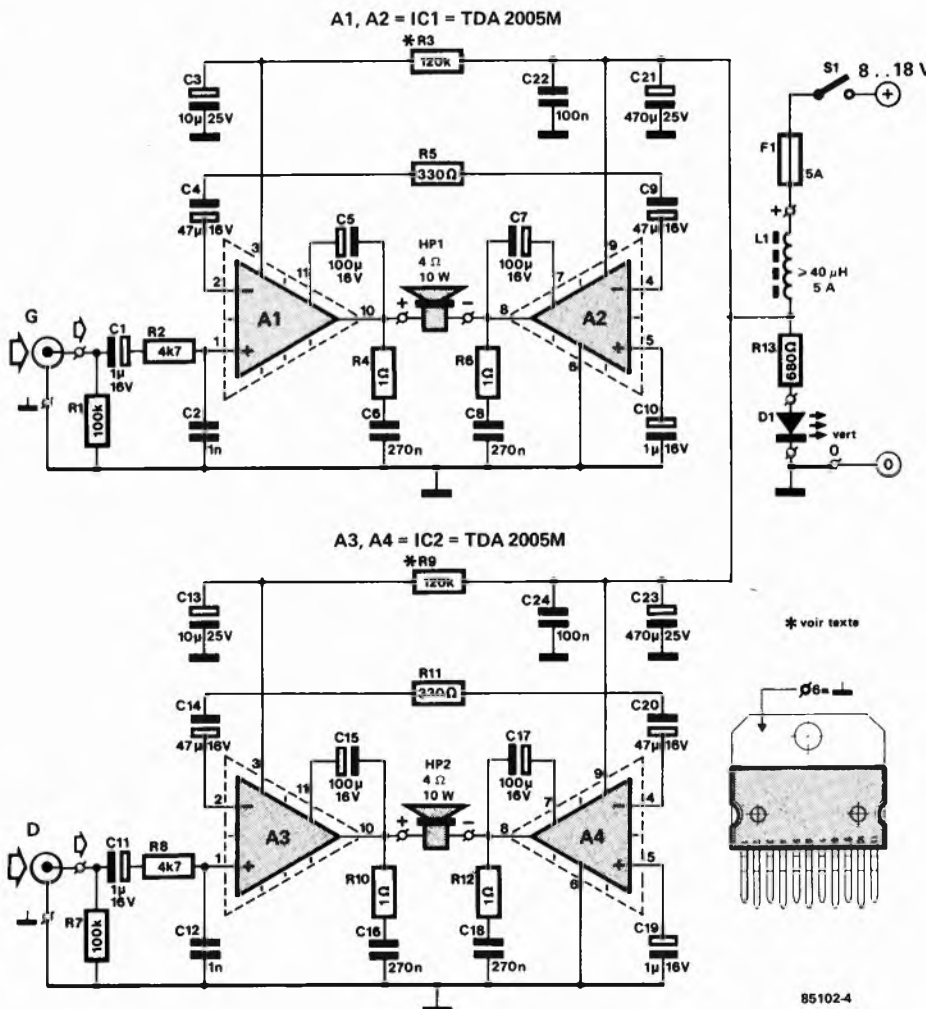 A1, A2 = IC1 = TDA 2005M
* R3
120k
C3
10µ 25V
C22
100n
C21
470µ 25V
S1
8 . . 18 V
+
F1
5A
+
L1
> 40 µH
5 A
R13
680Ω
D1
vert
0
0
R5
330Ω
C4
47µ 16V
C9
47µ 16V
3
11
C5
100µ
16V
HP1
4 Ω
10 W
+
−
C7
100µ
16V
7
9
4
2
−
A1
10
8
A2
−
G
C1
1µ
16V
R2
4k7
1
+
+
5
6
R1
100k
C2
1n
R4
1Ω
C6
270n
R6
1Ω
C8
270n
C10
1µ 16V
A3, A4 = IC2 = TDA 2005M
* R9
120k
C13
10µ 25V
C24
100n
C23
470µ 25V
* voir texte
R11
330Ω
C14
47µ 16V
C20
47µ 16V
6=
3
11
C15
100µ
16V
HP2
4 Ω
10 W
+
−
C17
100µ
16V
7
9
4
2
−
A3
10
8
A4
−
D
C11
1µ
16V
R8
4k7
1
+
+
5
6
R7
100k
C12
1n
R10
1Ω
C16
270n
R12
1Ω
C18
270n
C19
1µ 16V
85102-4